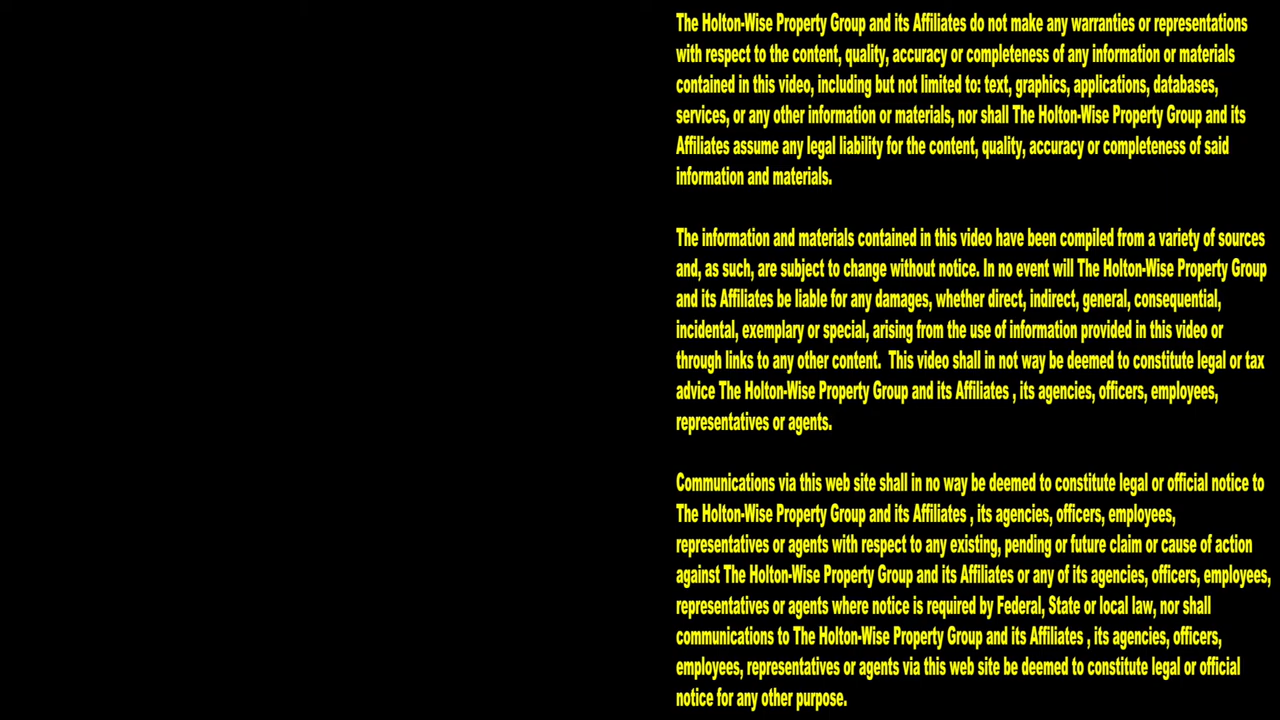 The Holton-Wise Property Group and its Affiliates do not make any warranties or representations
with respect to the content, quality, accuracy or completeness of any information or materials
contained in this video, including but not limited to: text, graphics, applications, databases,
services, or any other information or materials, nor shall The Holton-Wise Property Group and its
Affiliates assume any legal liability for the content, quality, accuracy or completeness of said
information and materials.
The information and materials contained in this video have been compiled from a variety of sources
and, as such, are subject to change without notice. In no event will The Holton-Wise Property Group
and its Affiliates be liable for any damages, whether direct, indirect, general, consequential,
incidental, exemplary or special, arising from the use of information provided in this video or
through links to any other content.  This video shall in not way be deemed to constitute legal or tax
advice The Holton-Wise Property Group and its Affiliates , its agencies, officers, employees,
representatives or agents.
Communications via this web site shall in no way be deemed to constitute legal or official notice to
The Holton-Wise Property Group and its Affiliates , its agencies, officers, employees,
representatives or agents with respect to any existing, pending or future claim or cause of action
against The Holton-Wise Property Group and its Affiliates or any of its agencies, officers, employees,
representatives or agents where notice is required by Federal, State or local law, nor shall
communications to The Holton-Wise Property Group and its Affiliates , its agencies, officers,
employees, representatives or agents via this web site be deemed to constitute legal or official
notice for any other purpose.